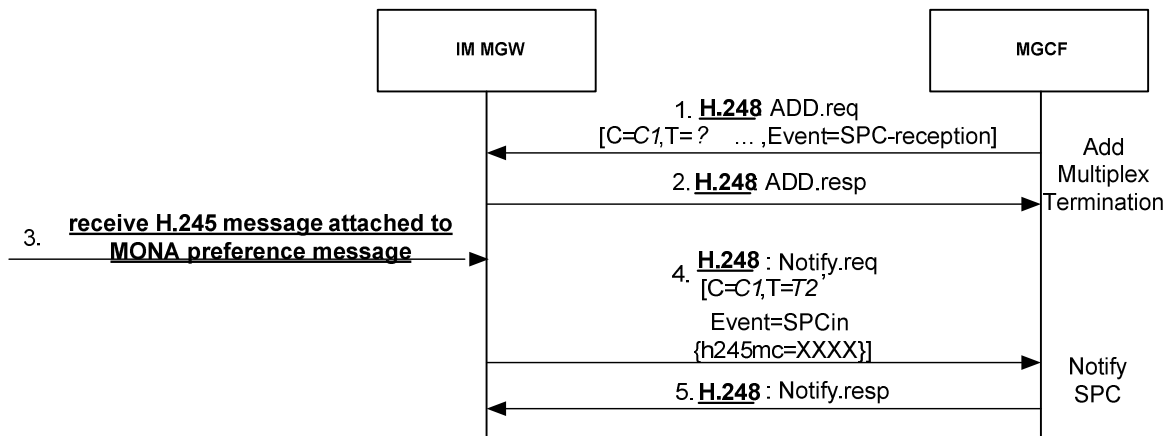 IM MGW
MGCF
1. H.248 ADD.req
[C=C1,T=? ... ,Event=SPC-reception]
Add
Multiplex
Termination
2. H.248: ADD.resp
3. receive H.245 message attached to
MONA preference message
4. H.248 : Notify.req
[C=C1,T=T2'
Event=SPCin
{h245mc=XXXX}]
Notify
SPC
5. H.248 : Notify.resp